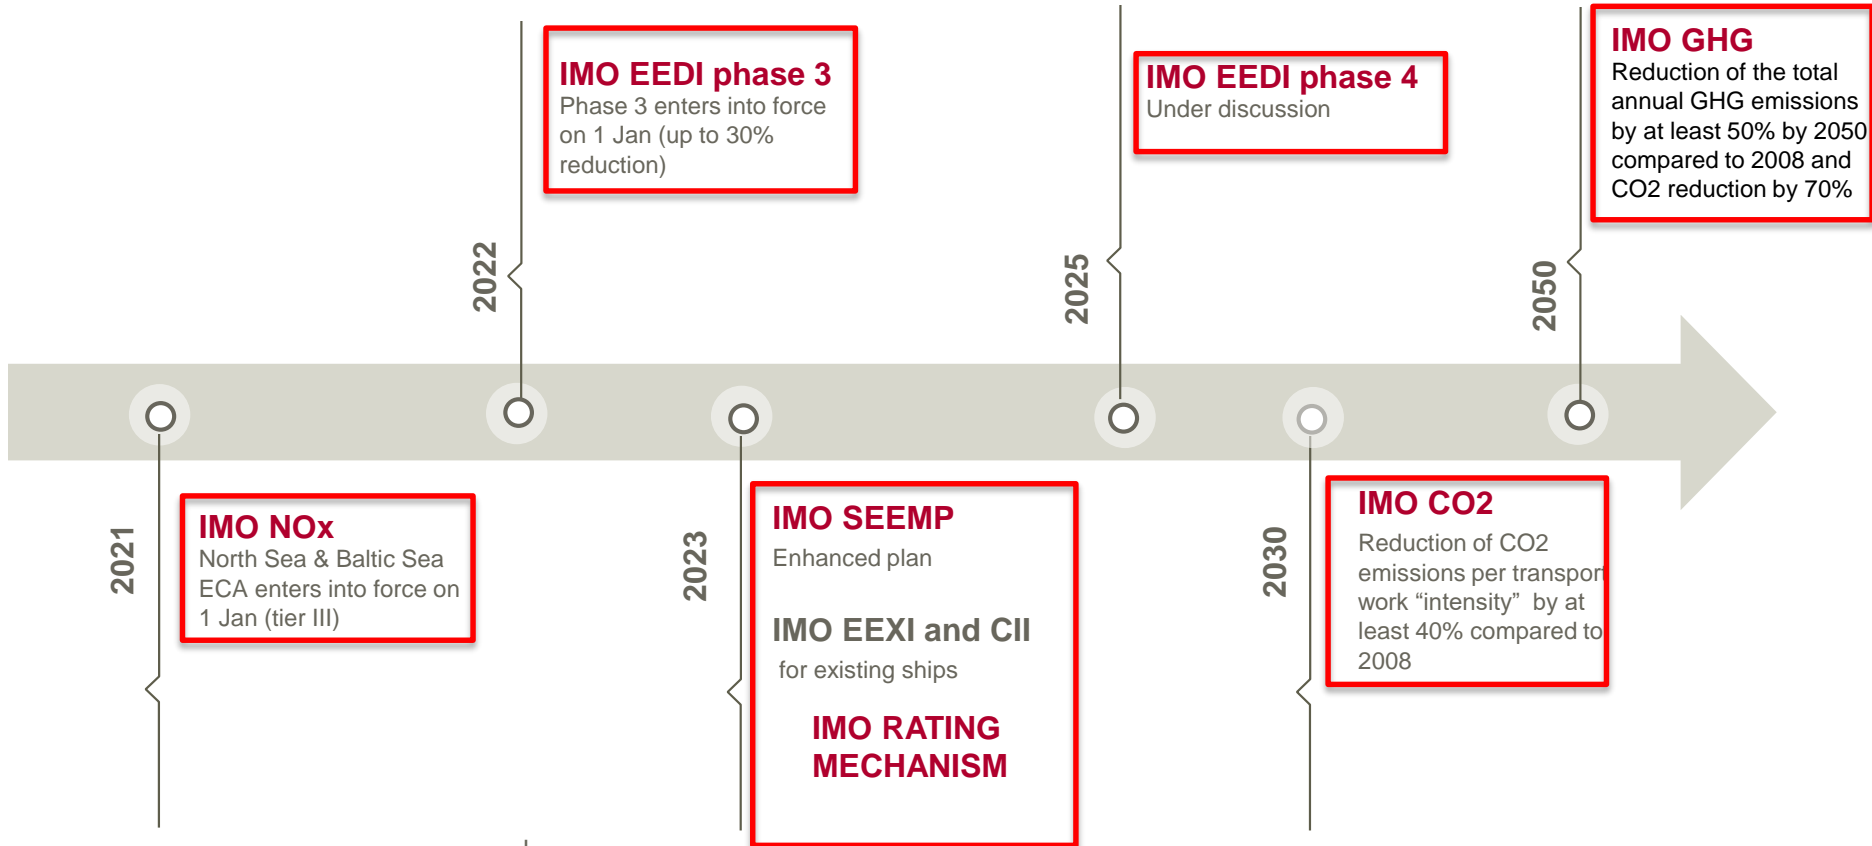 IMO EEDI phase 3
Phase 3 enters into force
on 1 Jan (up to 30%
reduction)
2022
IMO EEDI phase 4
Under discussion
2025
IMO GHG
Reduction of the total
annual GHG emissions
by at least 50% by 2050
compared to 2008 and
CO2 reduction by 70%
2050
2021
IMO NOx
North Sea & Baltic Sea
ECA enters into force on
1 Jan (tier III)
2023
IMO SEEMP
Enhanced plan
IMO EEXI and CII
for existing ships
IMO RATING
MECHANISM
2030
IMO CO2
Reduction of CO2
emissions per transport
work “intensity” by at
least 40% compared to
2008